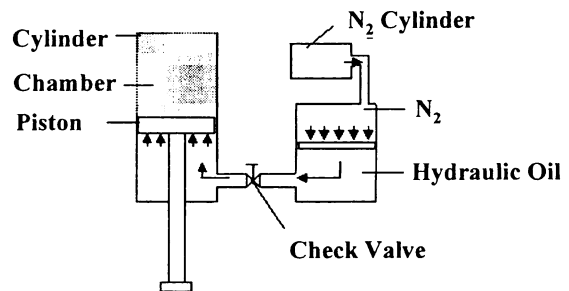 Cylinder
N2 Cylinder
Chamber
Piston
N2
Hydraulic Oil
Check Valve